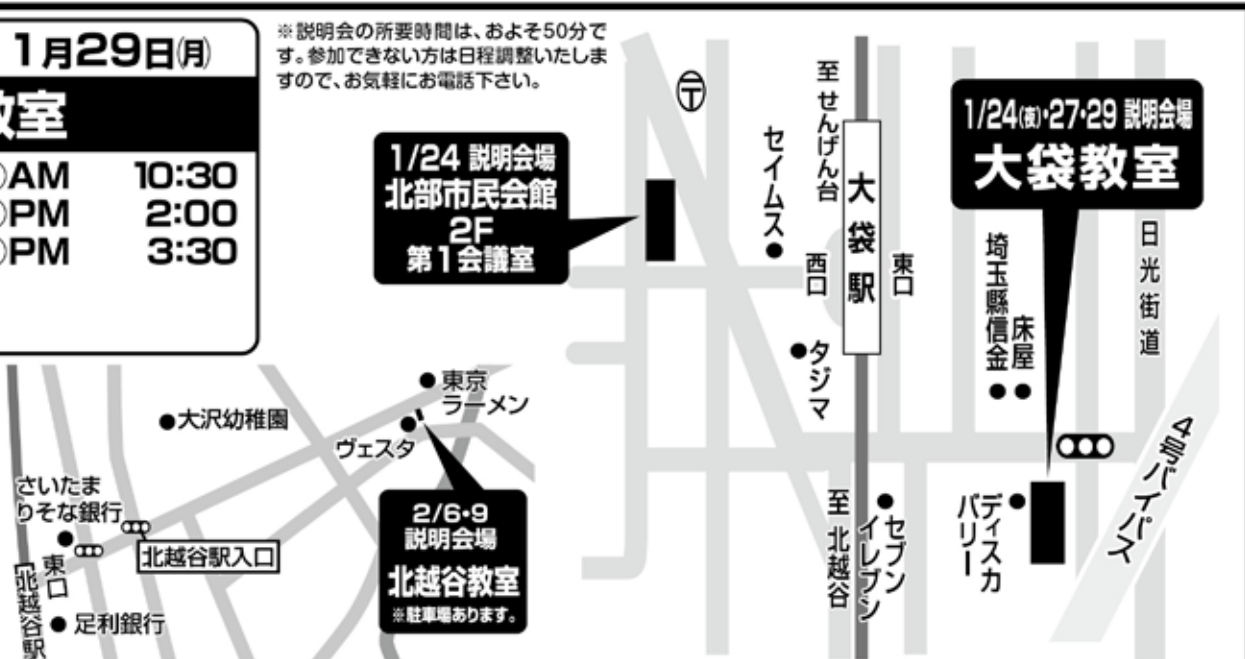 1月29日(月)
教室
AM 10:30
PM 2:00
PM 3:30
※説明会の所要時間は、およそ50分で
す。参加できない方は日程調整いたしま
すので、お気軽にお電話下さい。
1/24 説明会場
北部市民会館
2F
第1会議室
〒
セイムス
至 せんげん台
大袋駅
西口
東口
1/24(夜)・27・29 説明会場
大袋教室
日光街道
埼玉縣信金
床屋
タジマ
4号バイパス
至 北越谷
セブン
イレブン
ディスカ
バリー
東京
ラーメン
大沢幼稚園
ヴェスタ
さいたま
りそな銀行
北越谷駅入口
東口
北越谷駅
足利銀行
2/6・9
説明会場
北越谷教室
※駐車場あります。